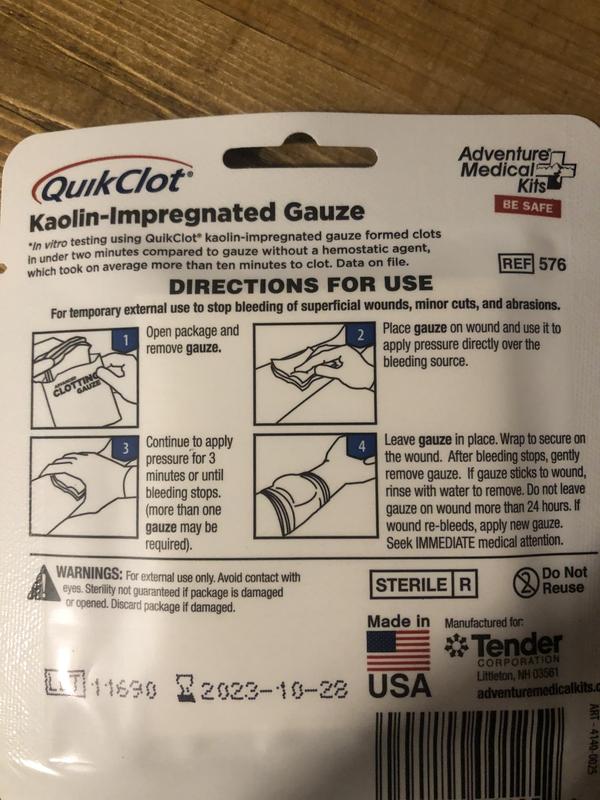 QuikClot®
Adventure®
Medical
Kits
BE SAFE
Kaolin-Impregnated Gauze
*In vitro testing using QuikClot® kaolin-impregnated gauze formed clots
in under two minutes compared to gauze without a hemostatic agent,
which took on average more than ten minutes to clot. Data on file.
REF 576
DIRECTIONS FOR USE
For temporary external use to stop bleeding of superficial wounds, minor cuts, and abrasions.
1
ADVANCED
CLOTTING
GAUZE
Open package and
remove gauze.
2
Place gauze on wound and use it to
apply pressure directly over the
bleeding source.
3
Continue to apply
pressure for 3
minutes or until
bleeding stops.
(more than one
gauze may be
required).
4
Leave gauze in place. Wrap to secure on
the wound. After bleeding stops, gently
remove gauze. If gauze sticks to wound,
rinse with water to remove. Do not leave
gauze on wound more than 24 hours. If
wound re-bleeds, apply new gauze.
Seek IMMEDIATE medical attention.
WARNINGS: For external use only. Avoid contact with
eyes. Sterility not guaranteed if package is damaged
or opened. Discard package if damaged.
STERILE R
2
Do Not
Reuse
Made in
USA
Manufactured for:
Tender
CORPORATION
Littleton, NH 03561
adventuremedicalkits.c
LOT 11690 2023-10-28
ART - 4140-0025